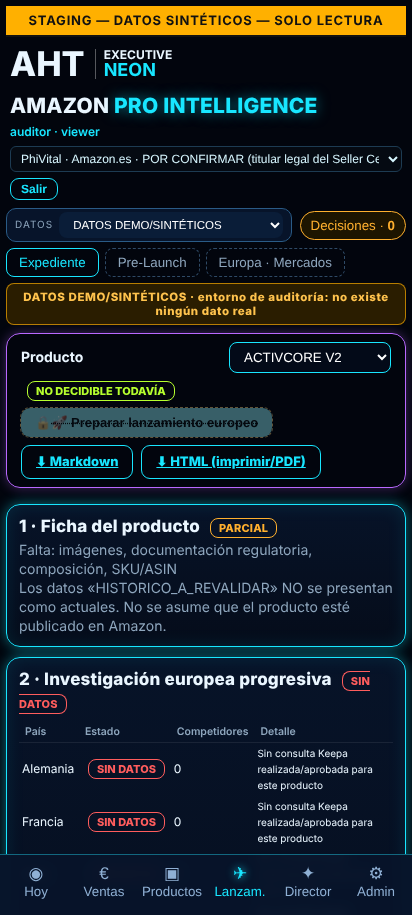 STAGING — DATOS SINTÉTICOS — SOLO LECTURA
AHT EXECUTIVE
NEON
AMAZON PRO INTELLIGENCE
auditor · viewer
PhiVital · Amazon.es · POR CONFIRMAR (titular legal del Seller Ce
Salir
DATOS DATOS DEMO/SINTÉTICOS Decisiones · 0
Expediente Pre-Launch Europa · Mercados
DATOS DEMO/SINTÉTICOS · entorno de auditoría: no existe
ningún dato real
Producto ACTIVCORE V2
NO DECIDIBLE TODAVÍA
🔒🚀 Preparar lanzamiento europeo
⬇ Markdown ⬇ HTML (imprimir/PDF)
1 · Ficha del producto PARCIAL
Falta: imágenes, documentación regulatoria,
composición, SKU/ASIN
Los datos «HISTORICO_A_REVALIDAR» NO se presentan
como actuales. No se asume que el producto esté
publicado en Amazon.
2 · Investigación europea progresiva SIN
DATOS
País Estado Competidores Detalle
Alemania SIN DATOS 0 Sin consulta Keepa
realizada/aprobada para
este producto
Francia SIN DATOS 0 Sin consulta Keepa
realizada/aprobada para
este producto
Hoy Ventas Productos Lanzam. Director Admin